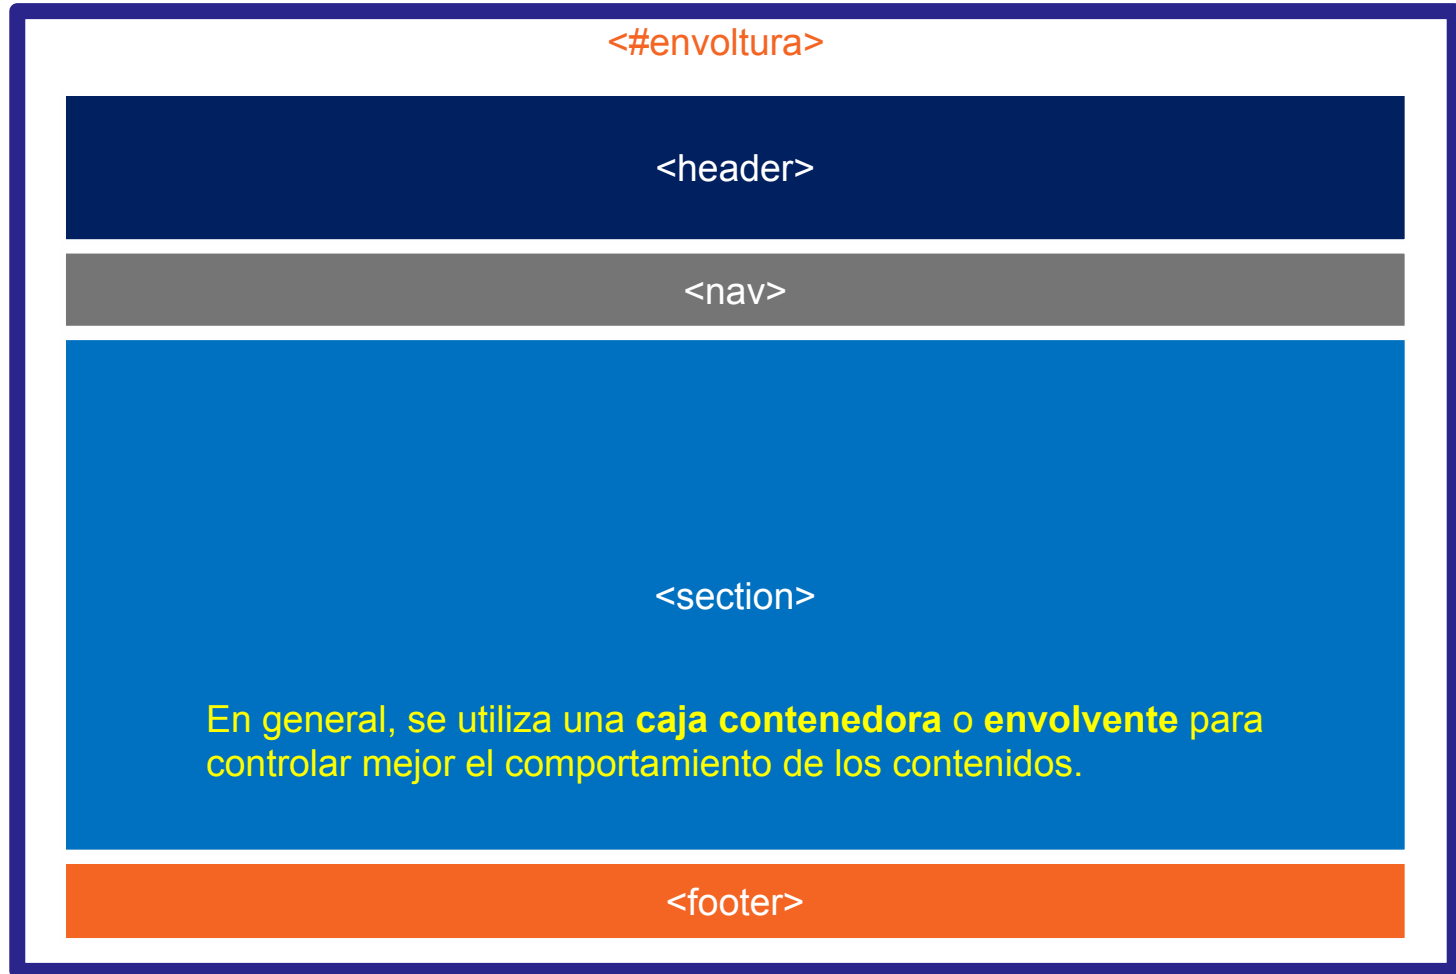 <#envoltura>
<header>
<nav>
<section>
En general, se utiliza una caja contenedora o envolvente para
controlar mejor el comportamiento de los contenidos.
<footer>